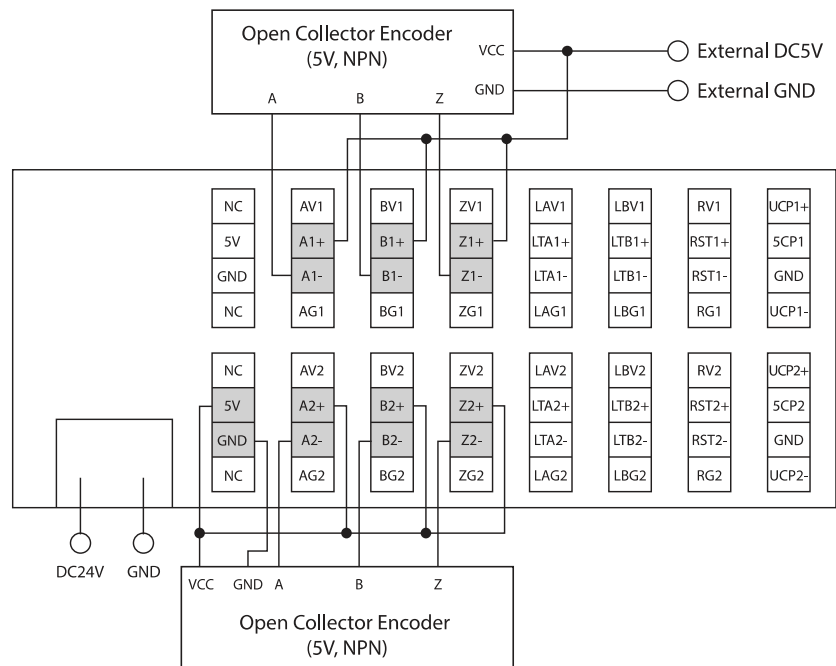 Open Collector Encoder
(5V, NPN)
VCC
GND
A B Z
External DC5V
External GND
NC AV1 BV1 ZV1 LAV1 LBV1 RV1 UCP1+
5V A1+ B1+ Z1+ LTA1+ LTB1+ RST1+ 5CP1
GND A1- B1- Z1- LTA1- LTB1- RST1- GND
NC AG1 BG1 ZG1 LAG1 LBG1 RG1 UCP1-
NC AV2 BV2 ZV2 LAV2 LBV2 RV2 UCP2+
5V A2+ B2+ Z2+ LTA2+ LTB2+ RST2+ 5CP2
GND A2- B2- Z2- LTA2- LTB2- RST2- GND
NC AG2 BG2 ZG2 LAG2 LBG2 RG2 UCP2-
DC24V GND
VCC GND A B Z
Open Collector Encoder
(5V, NPN)